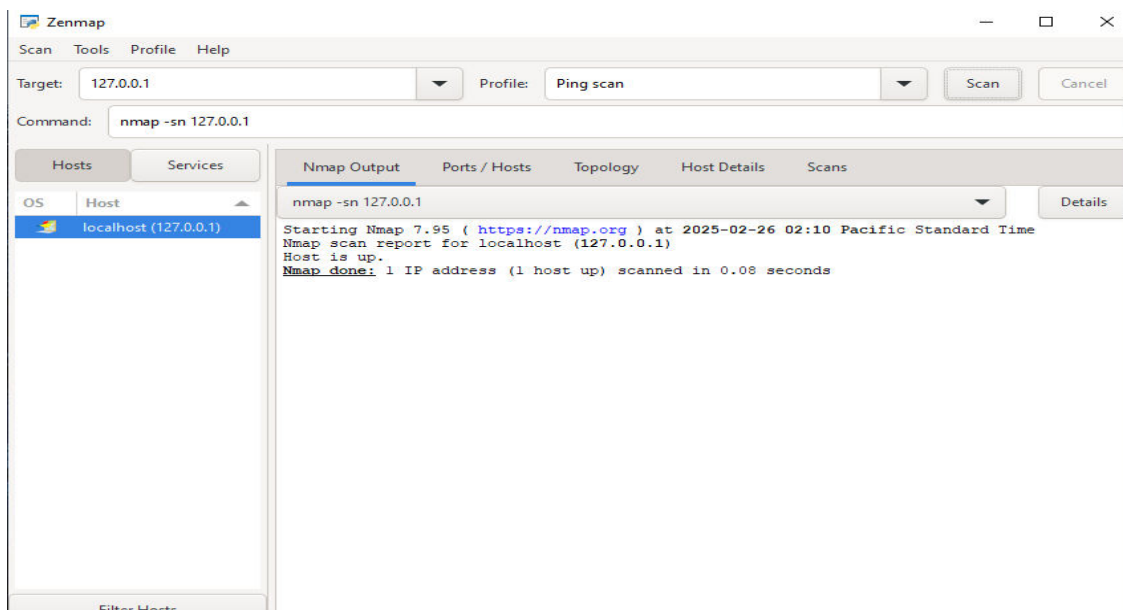 Zenmap
Scan Tools Profile Help
Target: 127.0.0.1 Profile: Ping scan Scan Cancel
Command: nmap -sn 127.0.0.1
Hosts Services
Nmap Output Ports / Hosts Topology Host Details Scans
OS Host
nmap -sn 127.0.0.1 Details
localhost (127.0.0.1)
Starting Nmap 7.95 ( https://nmap.org ) at 2025-02-26 02:10 Pacific Standard Time
Nmap scan report for localhost (127.0.0.1)
Host is up.
Nmap done: 1 IP address (1 host up) scanned in 0.08 seconds
Filter Hosts